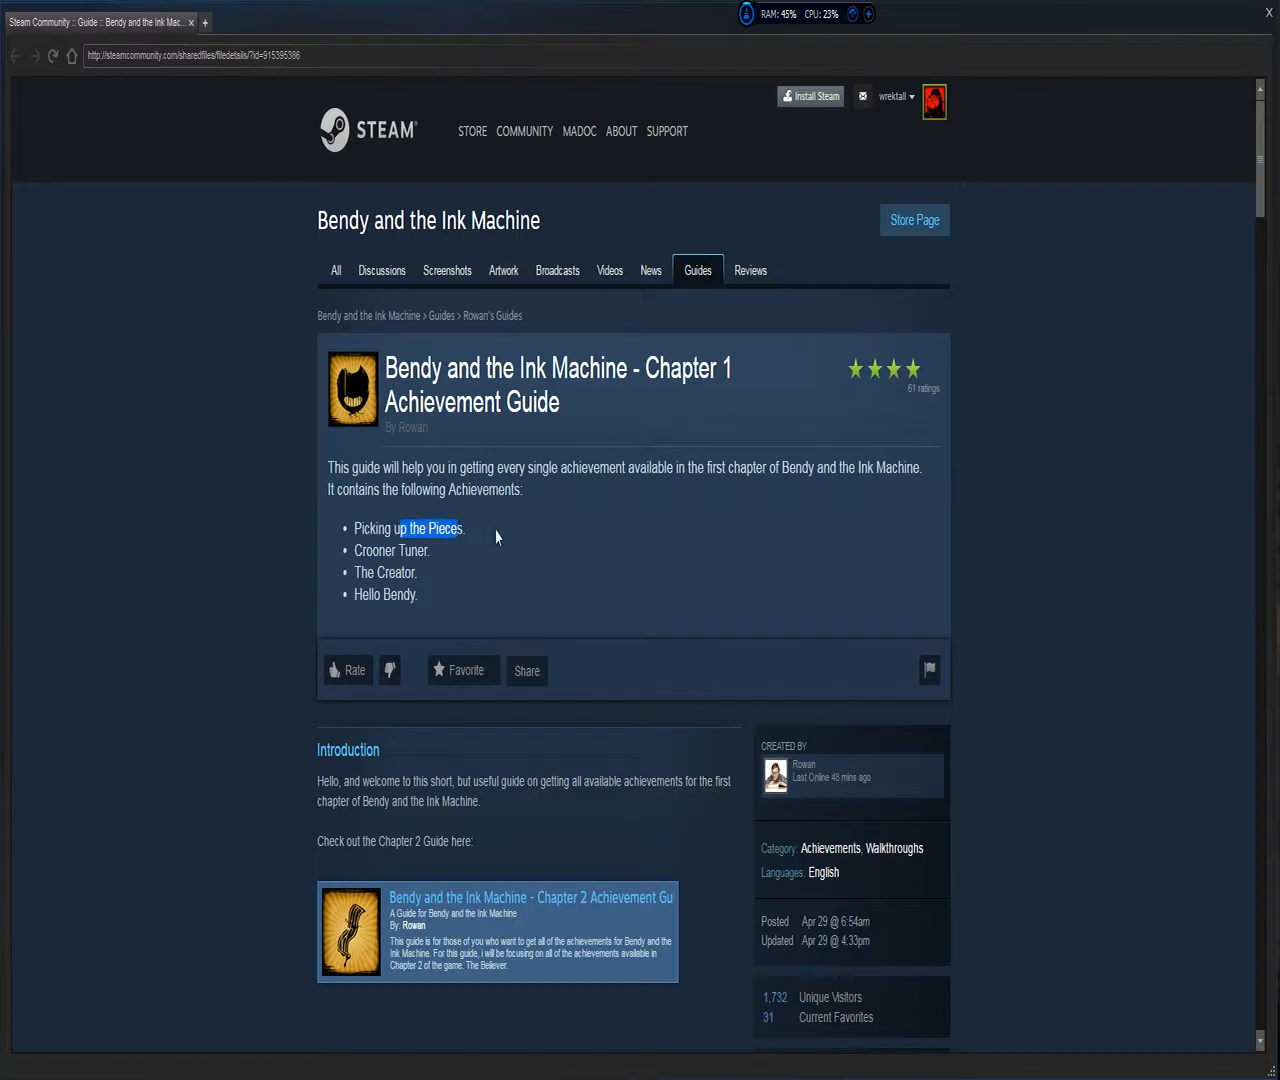 Steam Community :: Guide :: Bendy and the Ink Mac... × +
RAM: 45% CPU: 23%
X
http://steamcommunity.com/sharedfiles/filedetails/?id=915395386
Install Steam wrektall
STEAM
STORE COMMUNITY MADOC ABOUT SUPPORT
Bendy and the Ink Machine
Store Page
All Discussions Screenshots Artwork Broadcasts Videos News Guides Reviews
Bendy and the Ink Machine > Guides > Rowan's Guides
Bendy and the Ink Machine - Chapter 1
Achievement Guide
By Rowan
61 ratings
This guide will help you in getting every single achievement available in the first chapter of Bendy and the Ink Machine.
It contains the following Achievements:
• Picking up the Pieces.
• Crooner Tuner.
• The Creator.
• Hello Bendy.
Rate Favorite Share
Introduction
Hello, and welcome to this short, but useful guide on getting all available achievements for the first
chapter of Bendy and the Ink Machine.
Check out the Chapter 2 Guide here:
Bendy and the Ink Machine - Chapter 2 Achievement Gu
A Guide for Bendy and the Ink Machine
By: Rowan
This guide is for those of you who want to get all of the achievements for Bendy and the
Ink Machine. For this guide, i will be focusing on all of the achievements available in
Chapter 2 of the game. The Believer.
CREATED BY
Rowan
Last Online 48 mins ago
Category: Achievements, Walkthroughs
Languages: English
Posted Apr 29 @ 6:54am
Updated Apr 29 @ 4:33pm
1,732 Unique Visitors
31 Current Favorites